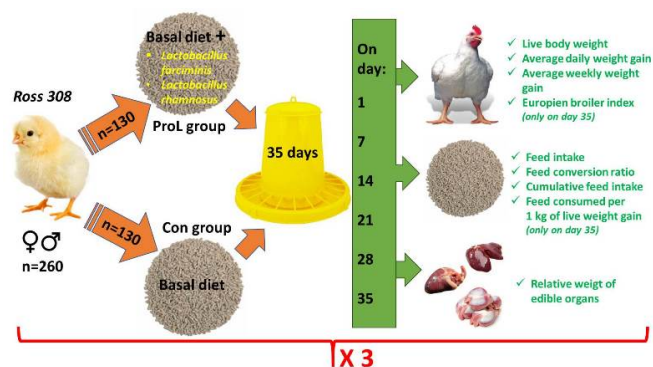 Ross 308
♀♂
n=260
n=130
n=130
Basal diet +
• Lactobacillus
farciminis
• Lactobacillus
rhamnosus
ProL group
Con group
Basal diet
35 days
On
day:
1
7
14
21
28
35
✓ Live body weight
✓ Average daily weight gain
✓ Average weekly weight
gain
✓ Europien broiler index
(only on day 35)
✓ Feed intake
✓ Feed conversion ratio
✓ Cumulative feed intake
✓ Feed consumed per
1 kg of live weight gain
(only on day 35)
✓ Relative weigt of
edible organs
X 3